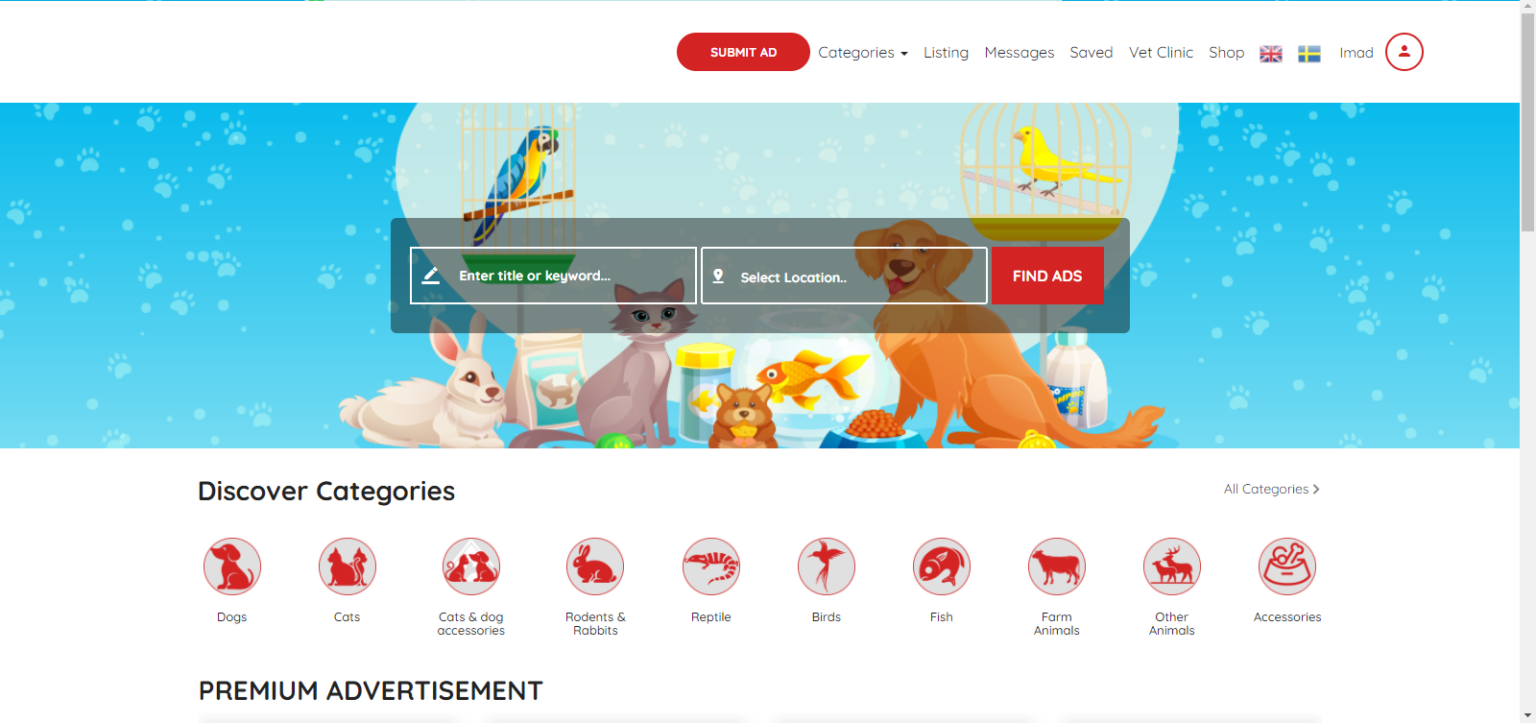 SUBMIT AD Categories Listing Messages Saved Vet Clinic Shop Imad
Enter title or keyword... Select Location.. FIND ADS
Discover Categories All Categories
Dogs Cats Cats & dog accessories Rodents & Rabbits Reptile Birds Fish Farm Animals Other Animals Accessories
PREMIUM ADVERTISEMENT